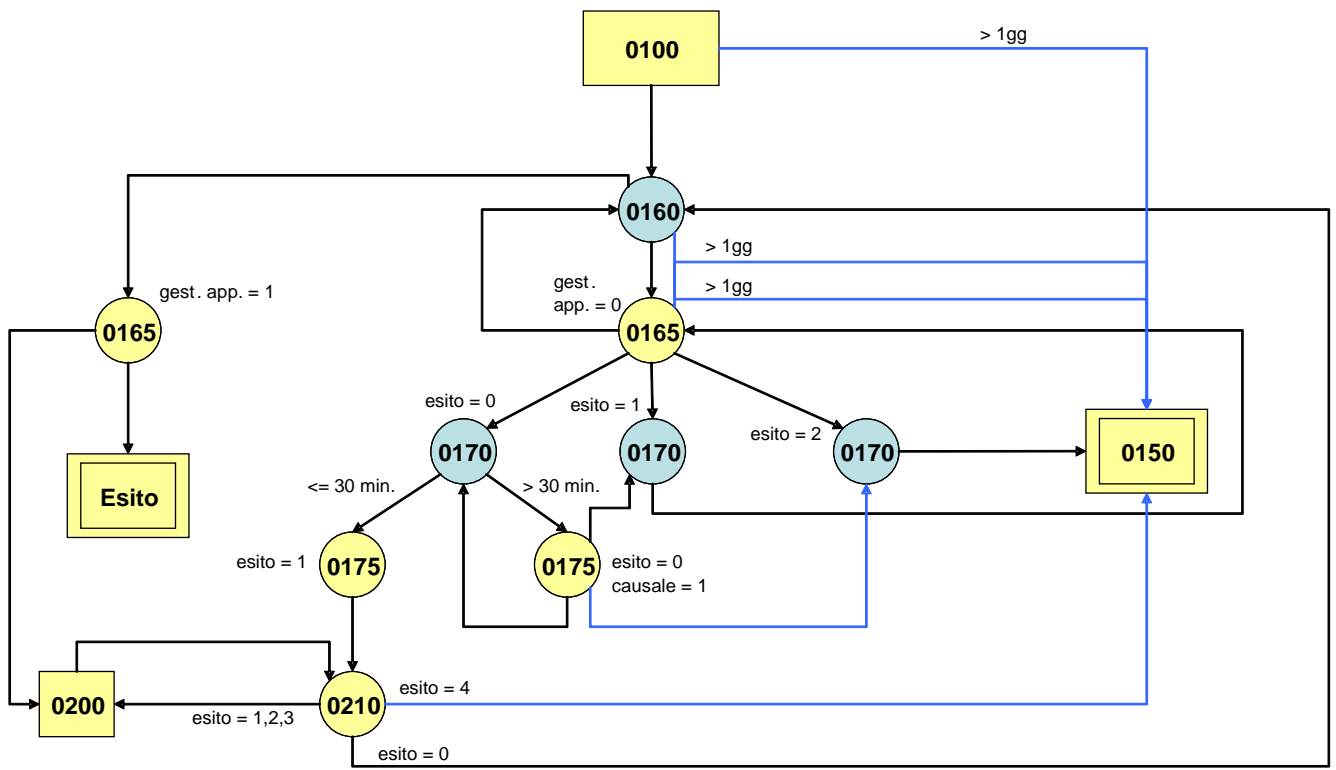 > 1gg
0100
0160
> 1gg
gest.
app. = 0
> 1gg
gest. app. = 1
0165
0165
esito = 0
esito = 1
esito = 2
0170
0170
0170
0150
Esito
<= 30 min.
> 30 min.
esito = 1
0175
0175
esito = 0
causale = 1
0200
esito = 1,2,3
0210
esito = 4
esito = 0